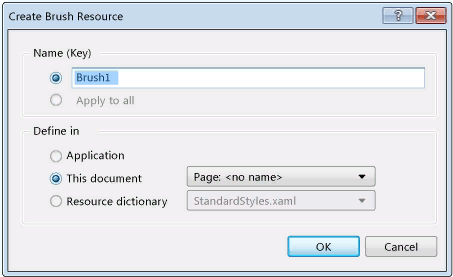 Create Brush Resource
Name (Key)
Brush1
Apply to all
Define in
Application
This document
Page: <no name>
Resource dictionary
StandardStyles.xaml
OK
Cancel